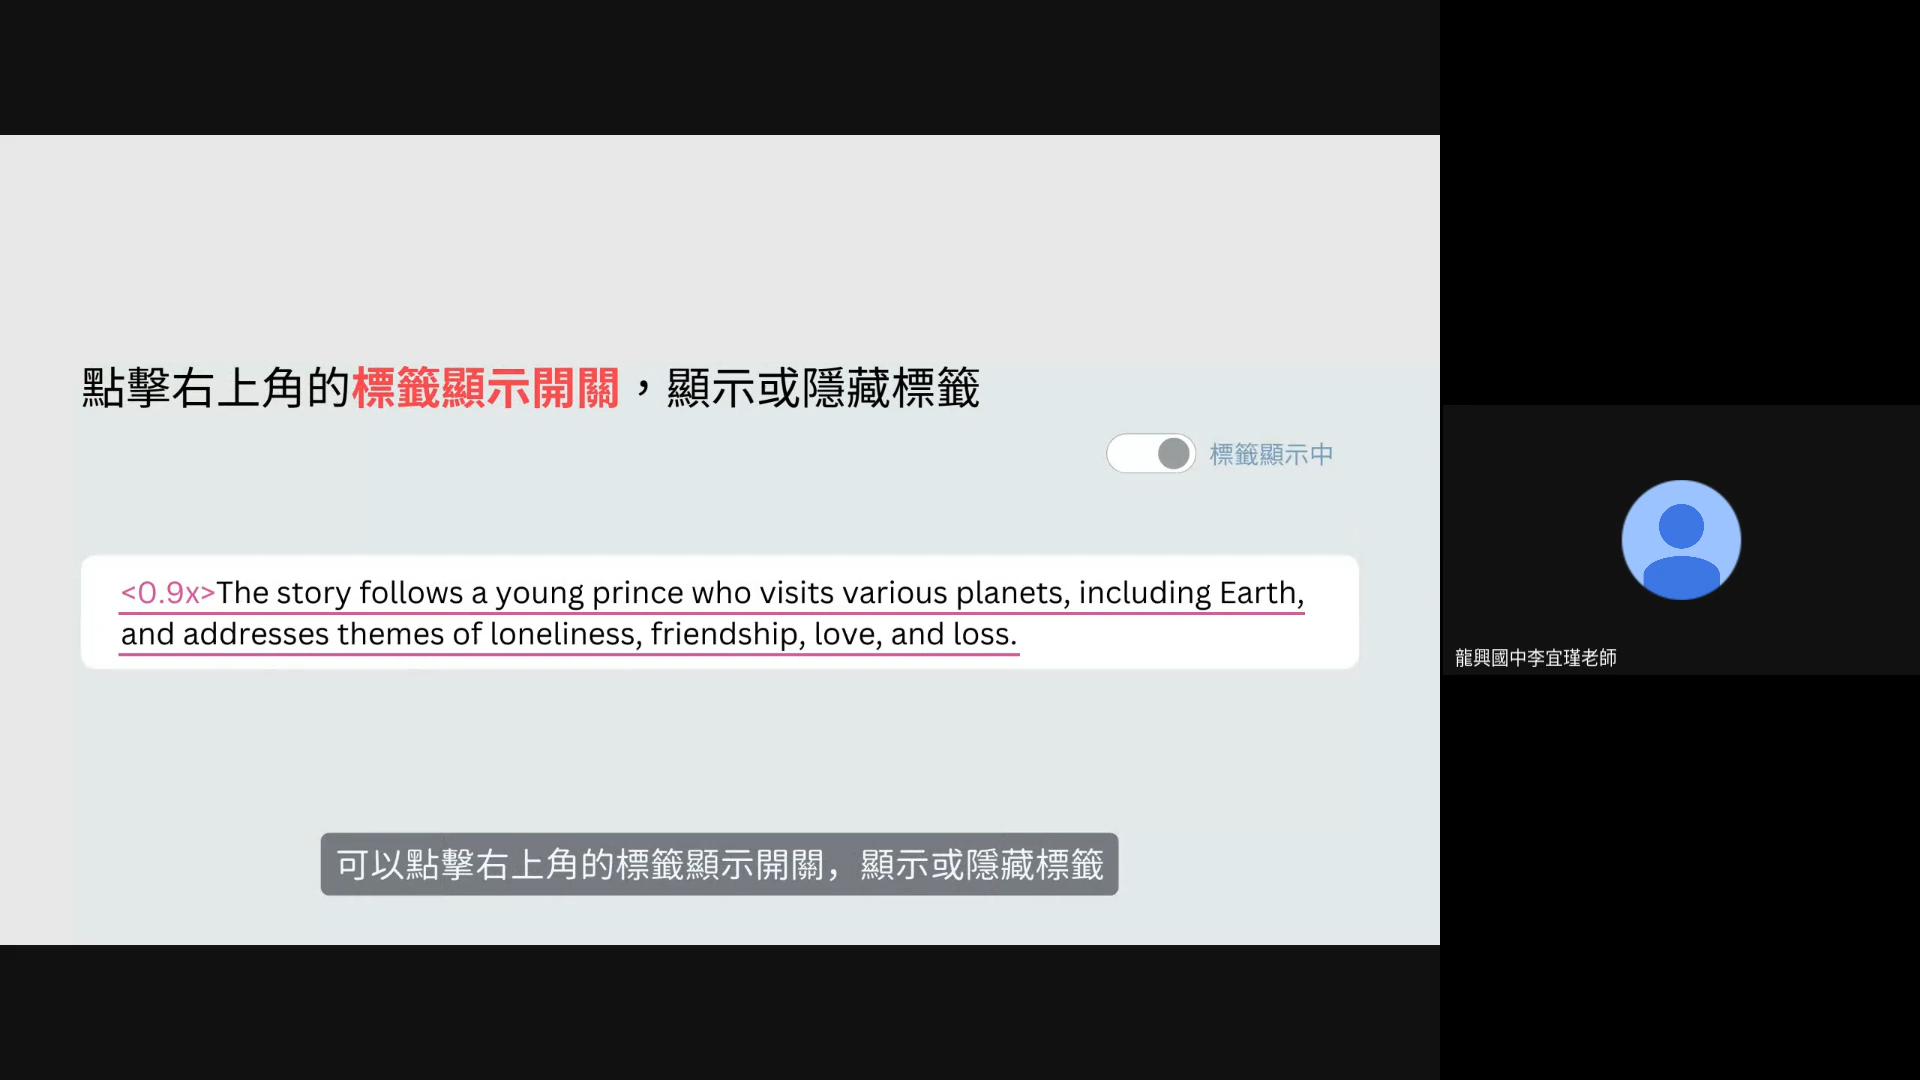 點擊右上角的標籤顯示開關，顯示或隱藏標籤
標籤顯示中
<0.9x>The story follows a young prince who visits various planets, including Earth,
and addresses themes of loneliness, friendship, love, and loss.
可以點擊右上角的標籤顯示開關，顯示或隱藏標籤
龍興國中李宜瑾老師